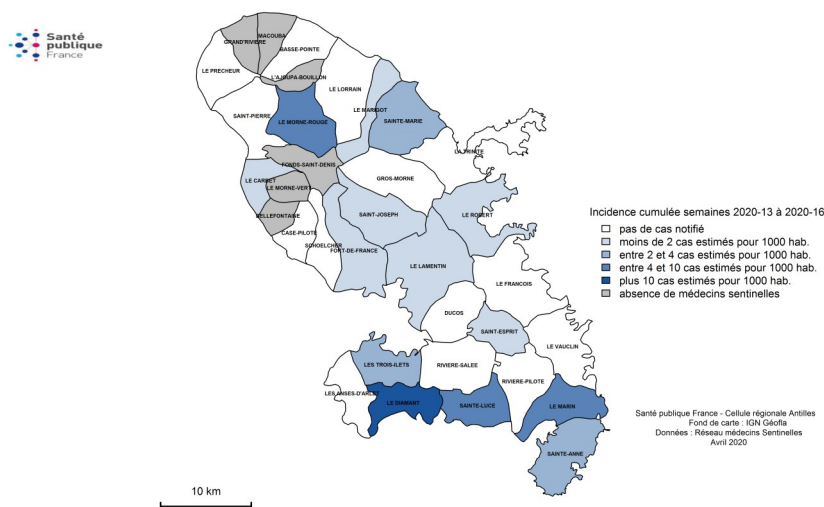 Santé
publique
France
MACOUBA
GRAND'RIVIERE
BASSE-POINTE
LE PRECHEUR
L'AJOUPA-BOUILLON
LE LORRAIN
LE MARIGOT
SAINT-PIERRE
LE MORNE-ROUGE
SAINTE-MARIE
LA TRINITE
FONDS-SAINT-DENIS
GROS-MORNE
LE CARBET
LE MORNE-VERT
BELLEFONTAINE
SAINT-JOSEPH
LE ROBERT
CASE-PILOTE
SCHOELCHER
FORT-DE-FRANCE
LE LAMENTIN
LE FRANCOIS
DUCOS
SAINT-ESPRIT
LE VAUCLIN
LES TROIS-ILETS
RIVIERE-SALEE
RIVIERE-PILOTE
LES ANSES-D'ARLET
LE DIAMANT
SAINTE-LUCE
LE MARIN
SAINTE-ANNE
Incidence cumulée semaines 2020-13 à 2020-16
pas de cas notifié
moins de 2 cas estimés pour 1000 hab.
entre 2 et 4 cas estimés pour 1000 hab.
entre 4 et 10 cas estimés pour 1000 hab.
plus 10 cas estimés pour 1000 hab.
absence de médecins sentinelles
Santé publique France - Cellule régionale Antilles
Fond de carte : IGN Géofla
Données : Réseau médecins Sentinelles
Avril 2020
10 km